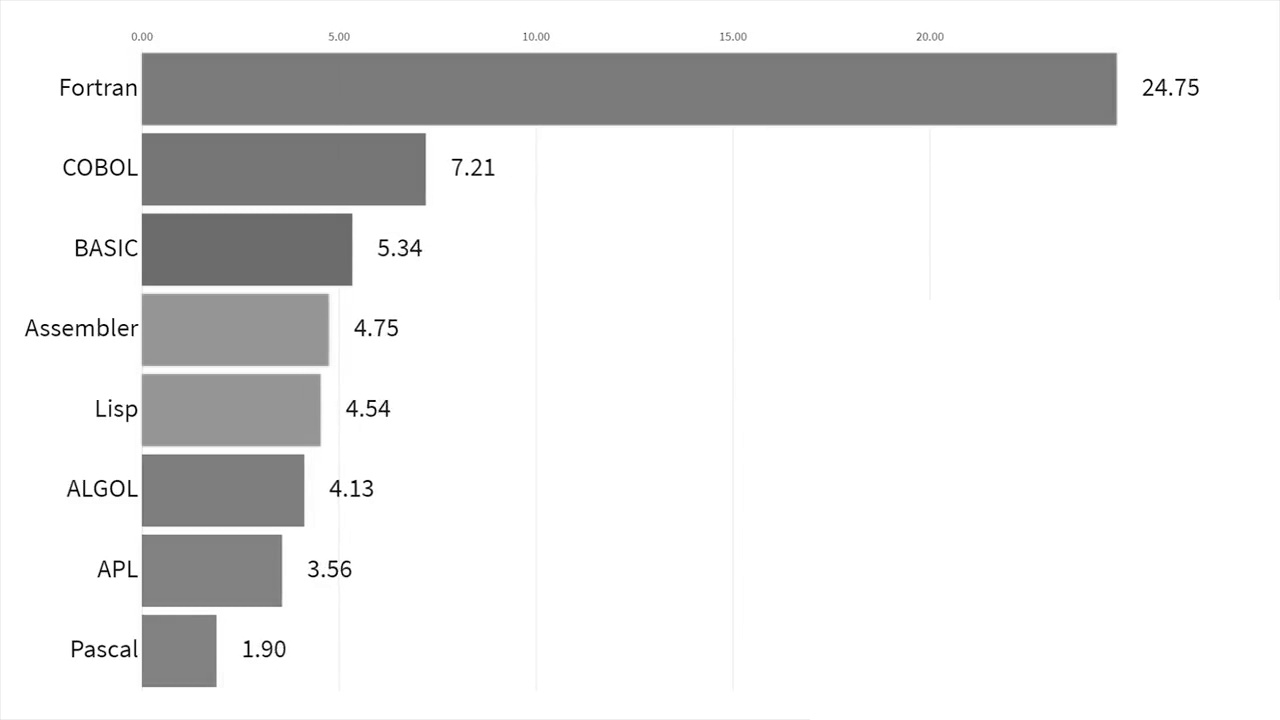 0.00 5.00 10.00 15.00 20.00
Fortran 24.75
COBOL 7.21
BASIC 5.34
Assembler 4.75
Lisp 4.54
ALGOL 4.13
APL 3.56
Pascal 1.90